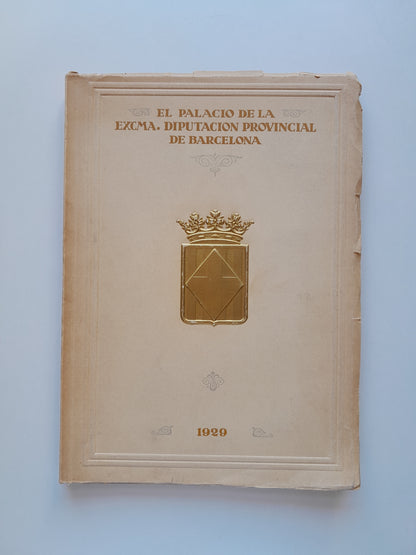 EL PALACIO DE LA
EXCMA. DIPUTACION PROVINCIAL
DE BARCELONA
1929